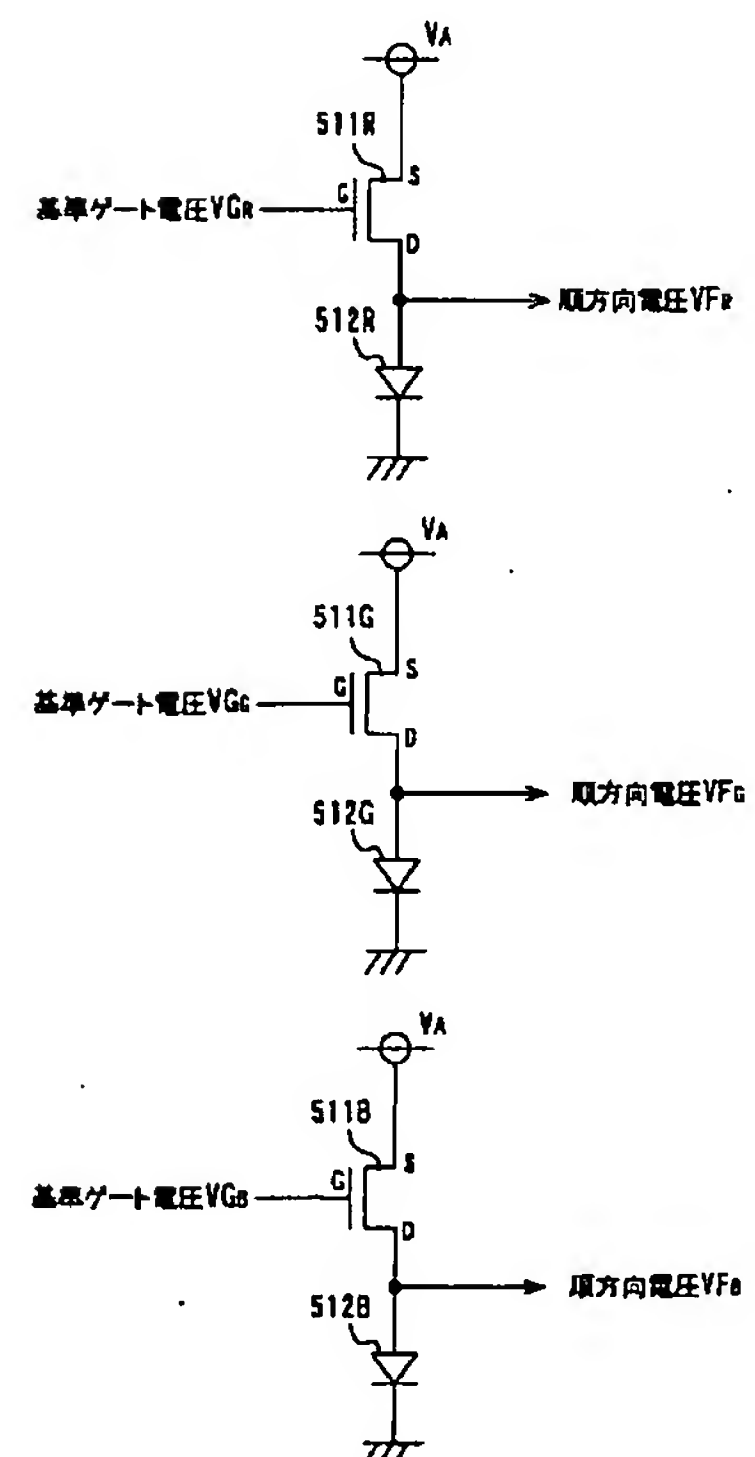 VA
511R
S
G
基準ゲート電圧VGR
D
順方向電圧VFR
512R
VA
511G
S
G
基準ゲート電圧VGG
D
順方向電圧VFG
512G
VA
511B
S
G
基準ゲート電圧VGB
D
順方向電圧VFB
512B